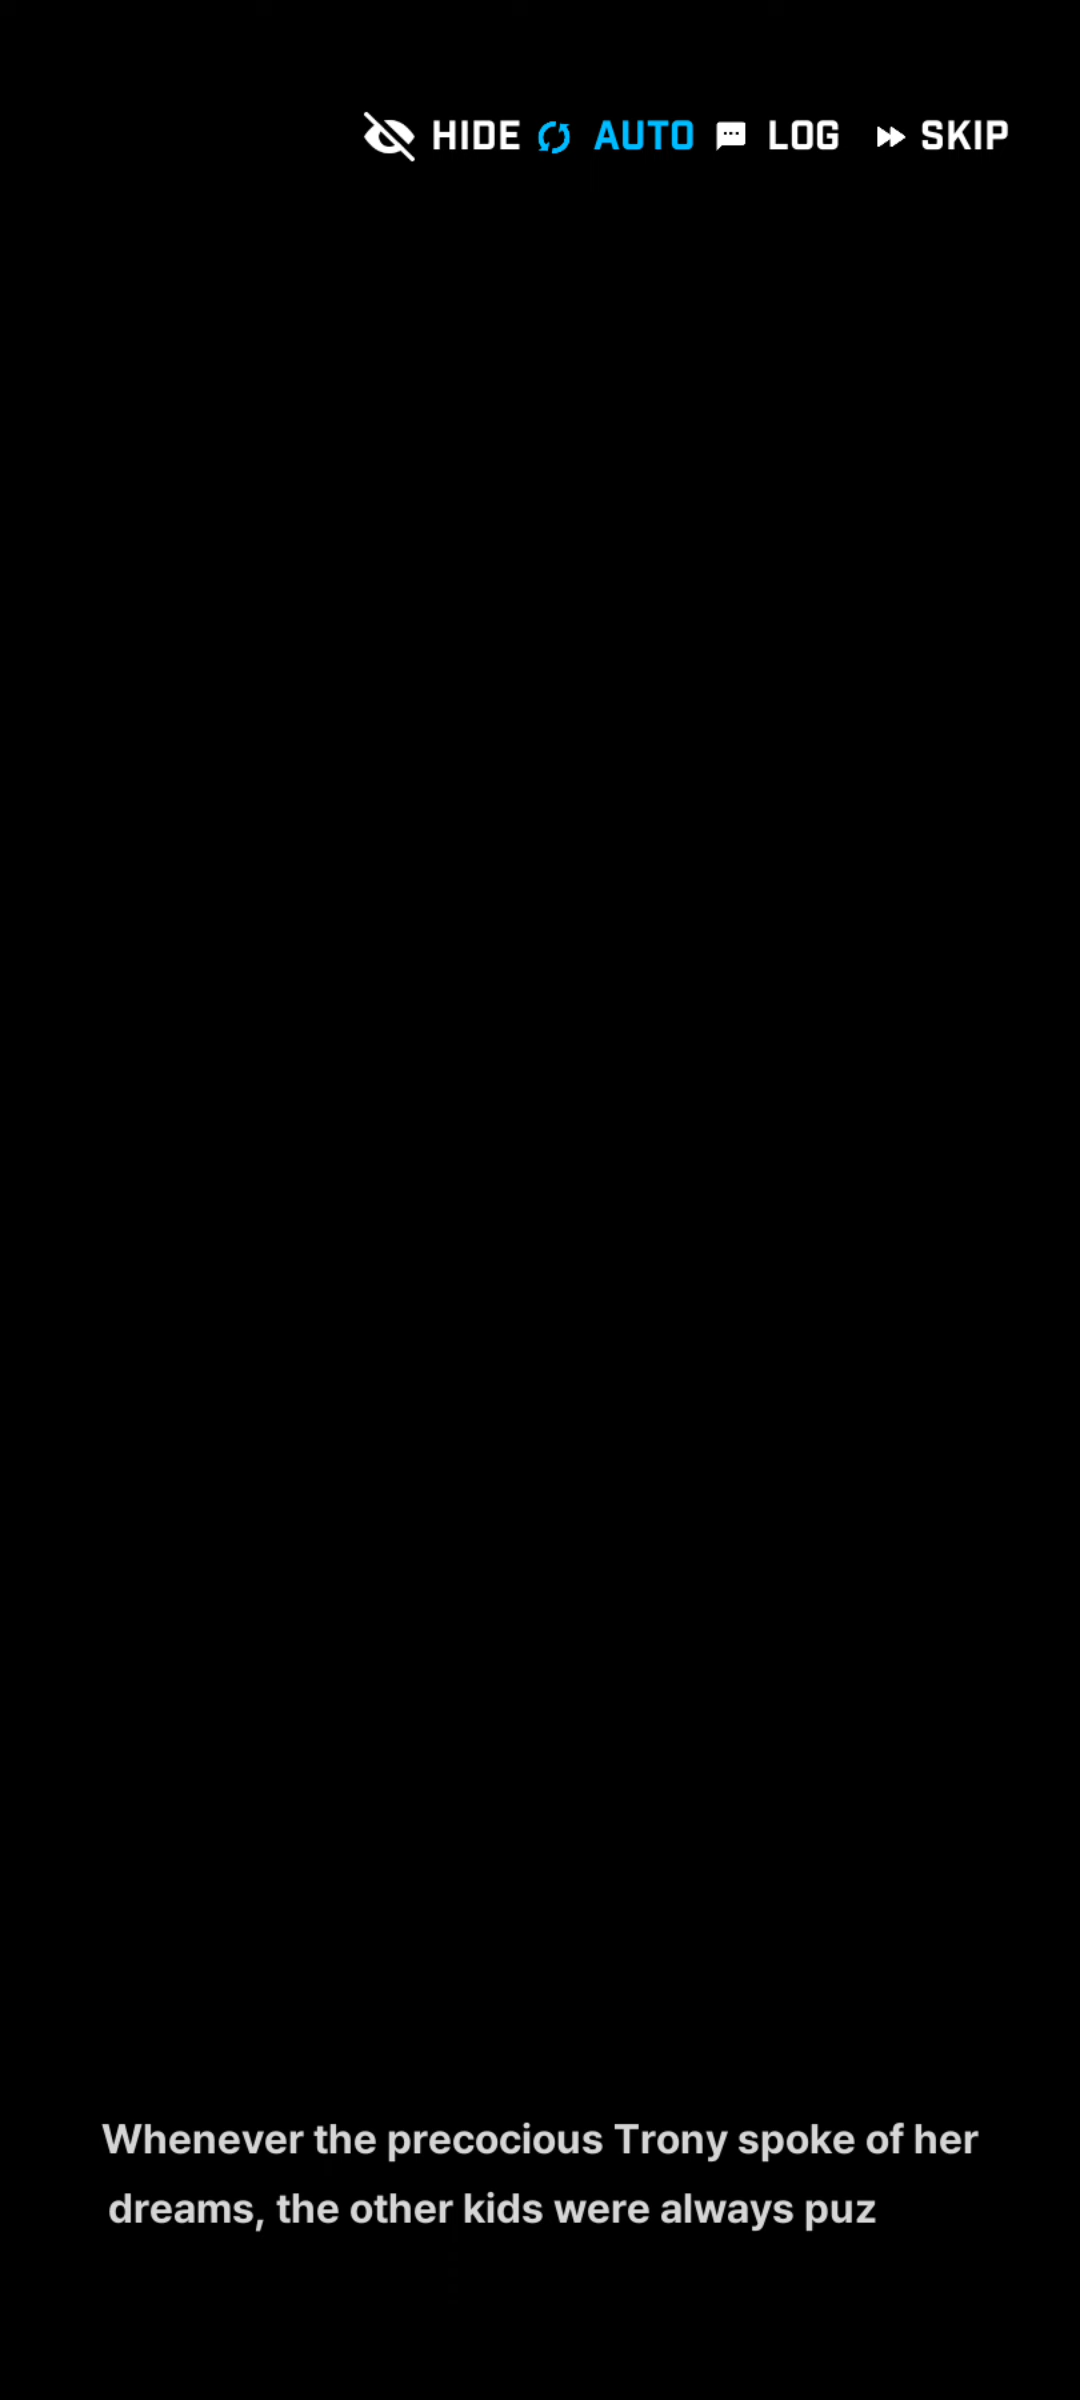 HIDE AUTO LOG SKIP
Whenever the precocious Trony spoke of her
dreams, the other kids were always puz